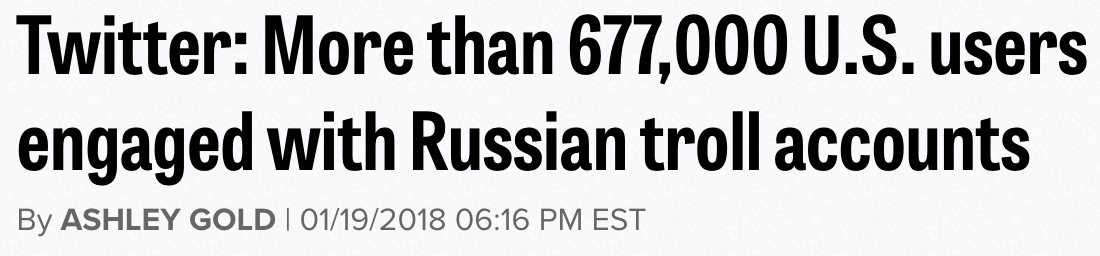 Twitter: More than 677,000 U.S. users
engaged with Russian troll accounts
By ASHLEY GOLD | 01/19/2018 06:16 PM EST